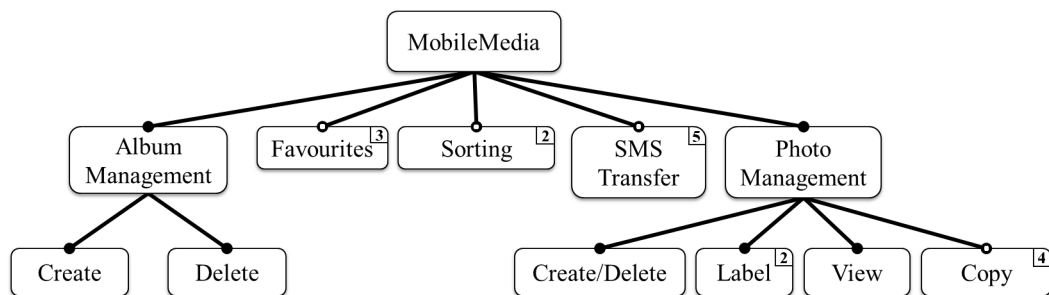 MobileMedia
Album
Management
Favourites 3
Sorting 2
SMS 5
Transfer
Photo
Management
Create
Delete
Create/Delete
Label 2
View
Copy 4